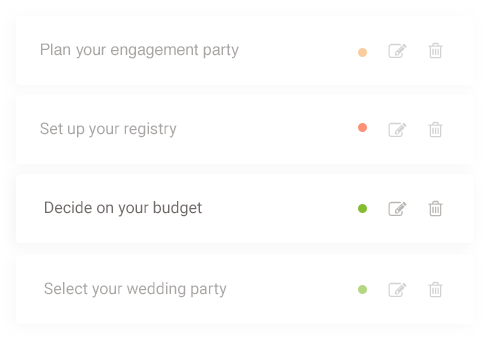 Plan your engagement party
Set up your registry
Decide on your budget
Select your wedding party